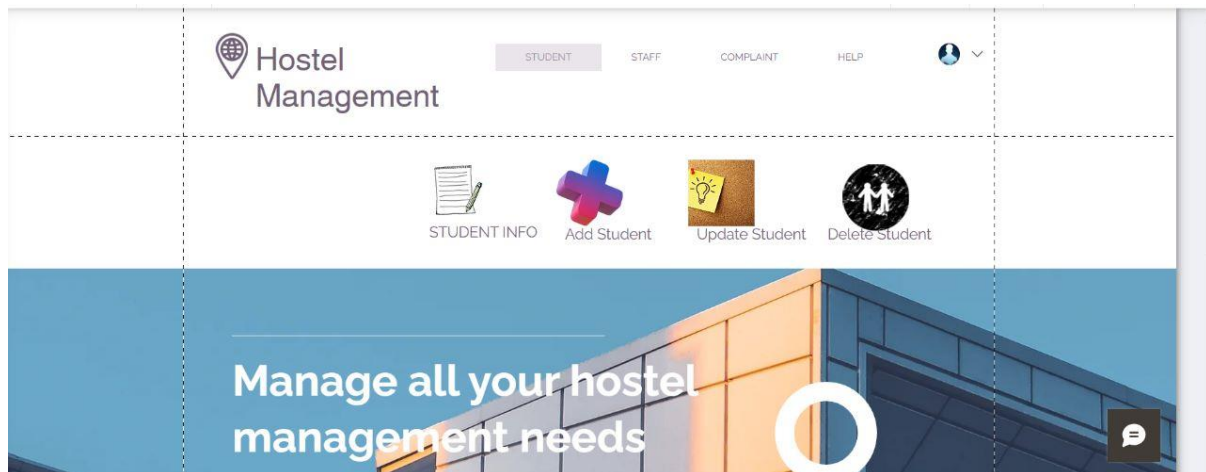 Hostel
Management
STUDENT STAFF COMPLAINT HELP
STUDENT INFO Add Student Update Student Delete Student
Manage all your hostel
management needs